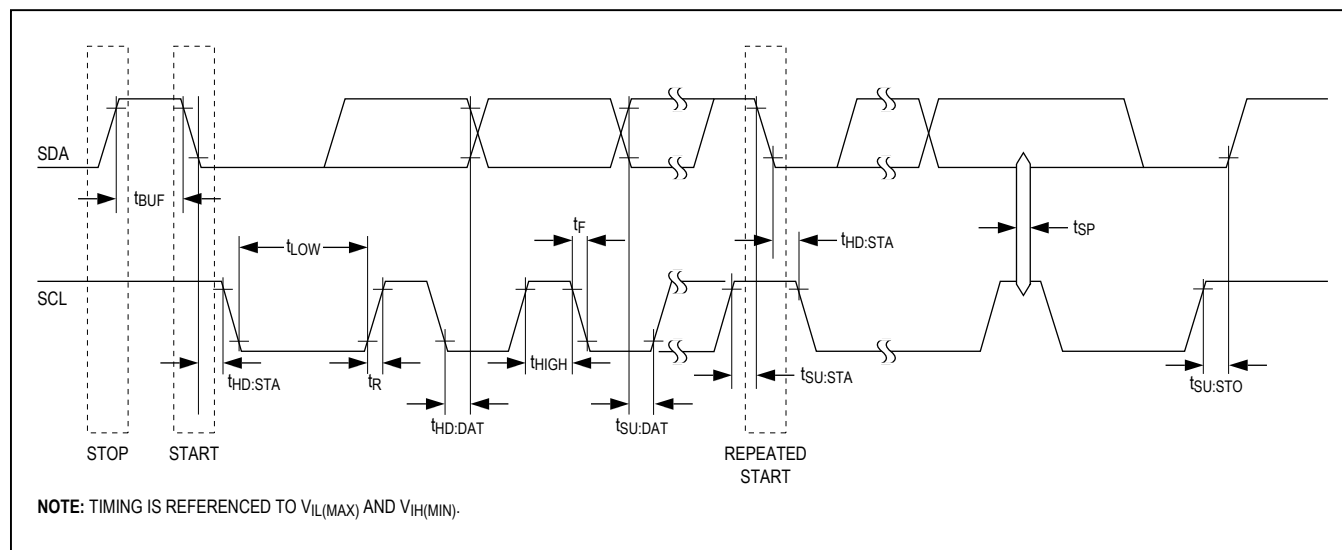 SDA
tBUF
tLOW
tF
tHD:STA
tSP
SCL
tHD:STA
tR
tHD:DAT
tHIGH
tSU:DAT
tSU:STA
tSU:STO
STOP
START
REPEATED
START
NOTE: TIMING IS REFERENCED TO VIL(MAX) AND VIH(MIN).